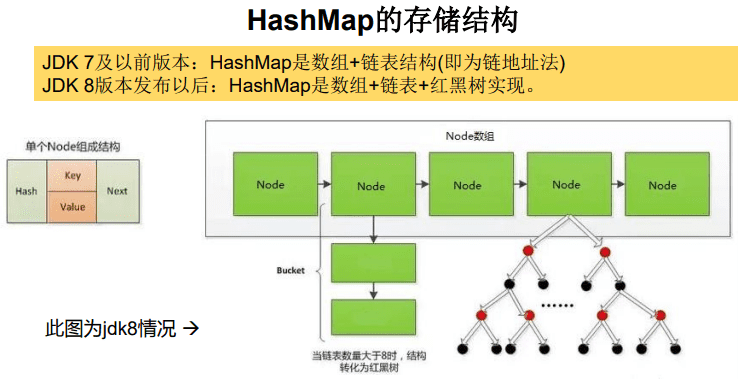 HashMap的存储结构
JDK 7及以前版本：HashMap是数组+链表结构(即为链地址法)
JDK 8版本发布以后：HashMap是数组+链表+红黑树实现。
单个Node组成结构
Hash
Key
Value
Next
Node数组
Node
Node
Node
Node
Node
Bucket
······
此图为jdk8情况 →
当链表数量大于8时，结构
转化为红黑树